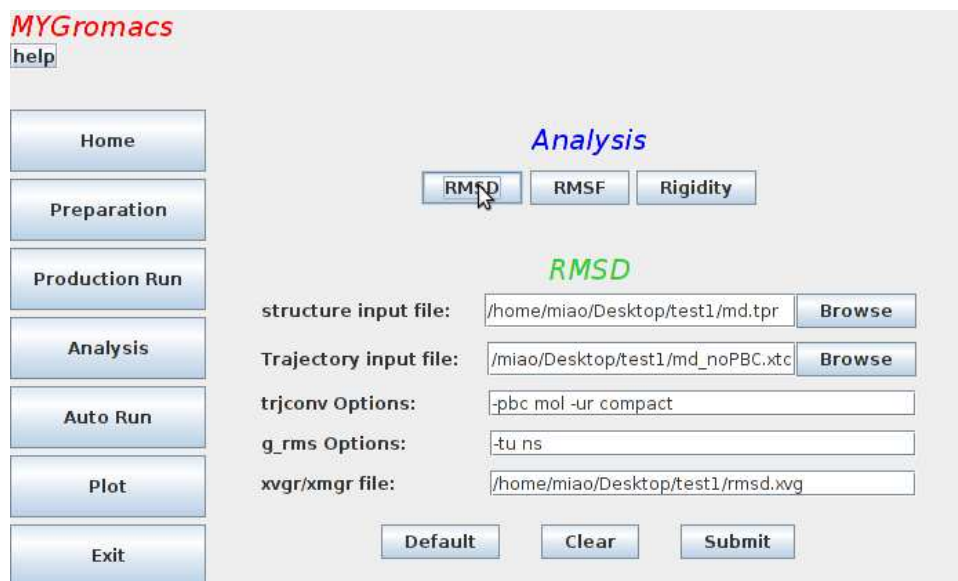 MYGromacs
help
Home
Analysis
RMSD RMSF Rigidity
Preparation
Production Run
RMSD
structure input file: /home/miao/Desktop/test1/md.tpr Browse
Analysis
Trajectory input file: /miao/Desktop/test1/md_noPBC.xtc Browse
Auto Run
trjconv Options: -pbc mol -ur compact
g_rms Options: -tu ns
Plot
xvgr/xmgr file: /home/miao/Desktop/test1/rmsd.xvg
Exit
Default Clear Submit